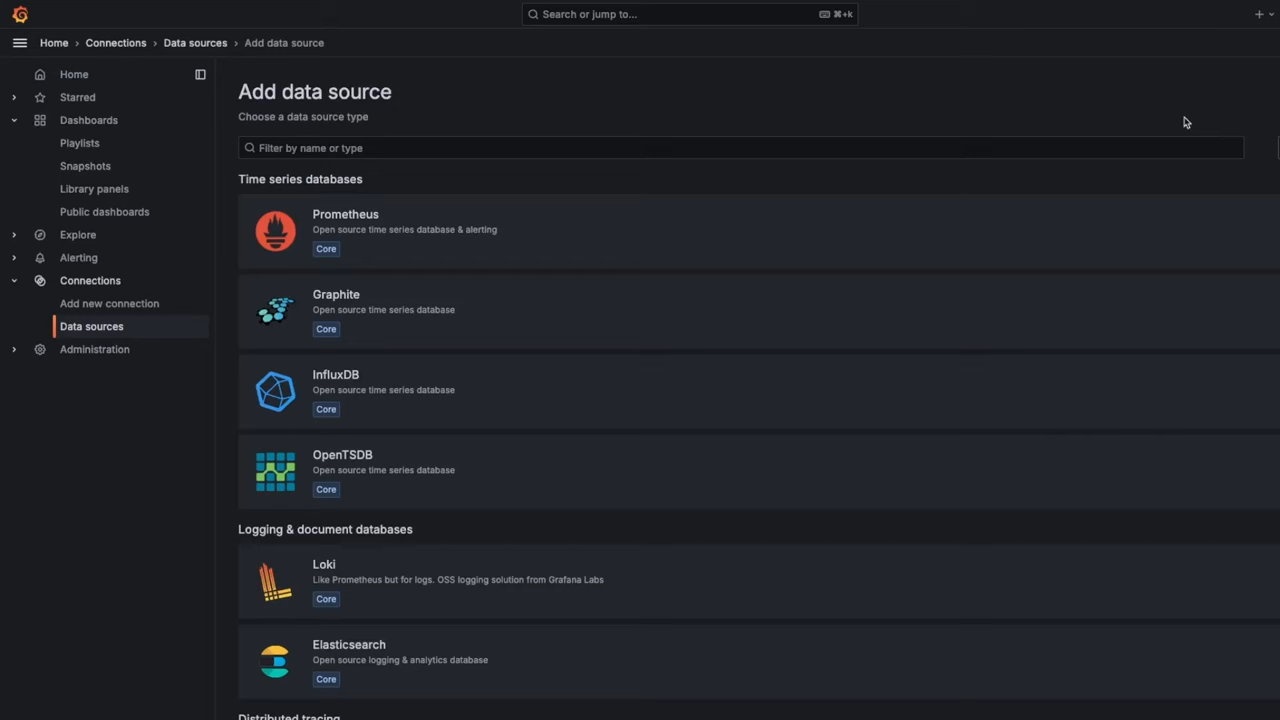 Search or jump to...
⌘+k
Home › Connections › Data sources › Add data source
Home
Starred
Dashboards
Playlists
Snapshots
Library panels
Public dashboards
Explore
Alerting
Connections
Add new connection
Data sources
Administration
Add data source
Choose a data source type
Filter by name or type
Time series databases
Prometheus
Open source time series database & alerting
Core
Graphite
Open source time series database
Core
InfluxDB
Open source time series database
Core
OpenTSDB
Open source time series database
Core
Logging & document databases
Loki
Like Prometheus but for logs. OSS logging solution from Grafana Labs
Core
Elasticsearch
Open source logging & analytics database
Core
Distributed tracing